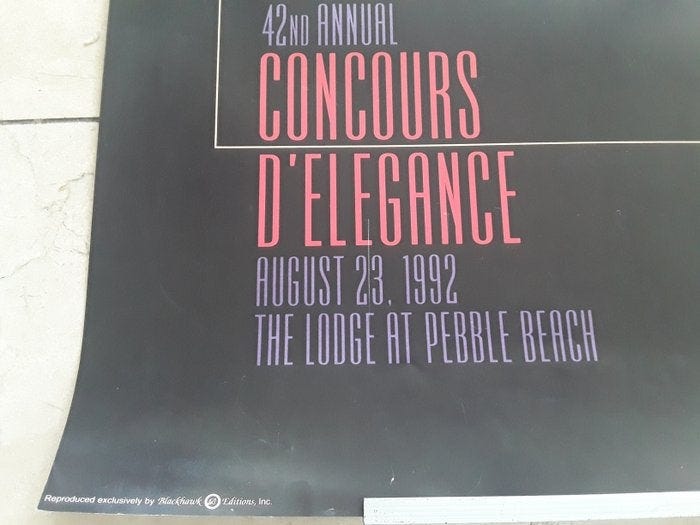 42ND ANNUAL
CONCOURS
D'ELEGANCE
AUGUST 23, 1992
THE LODGE AT PEBBLE BEACH
Reproduced exclusively by Blackhawk Editions, Inc.